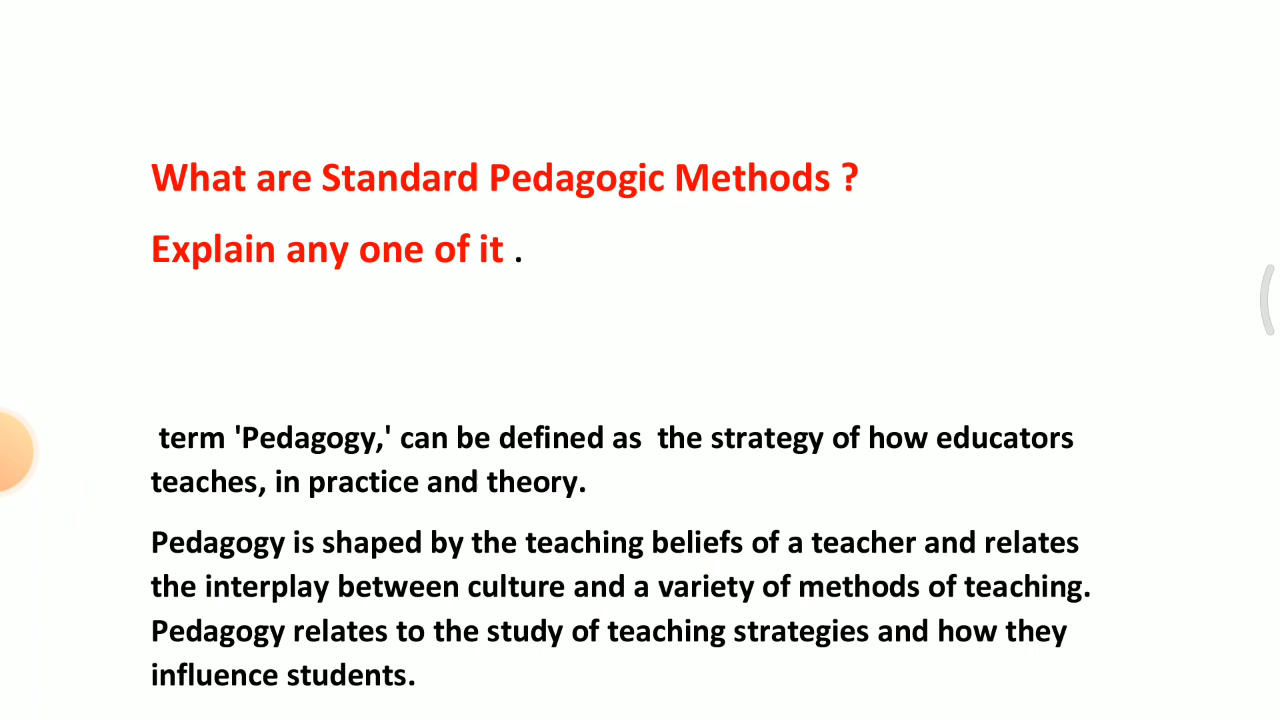 What are Standard Pedagogic Methods ?
Explain any one of it .
term 'Pedagogy,' can be defined as  the strategy of how educators
teaches, in practice and theory.
Pedagogy is shaped by the teaching beliefs of a teacher and relates
the interplay between culture and a variety of methods of teaching.
Pedagogy relates to the study of teaching strategies and how they
influence students.